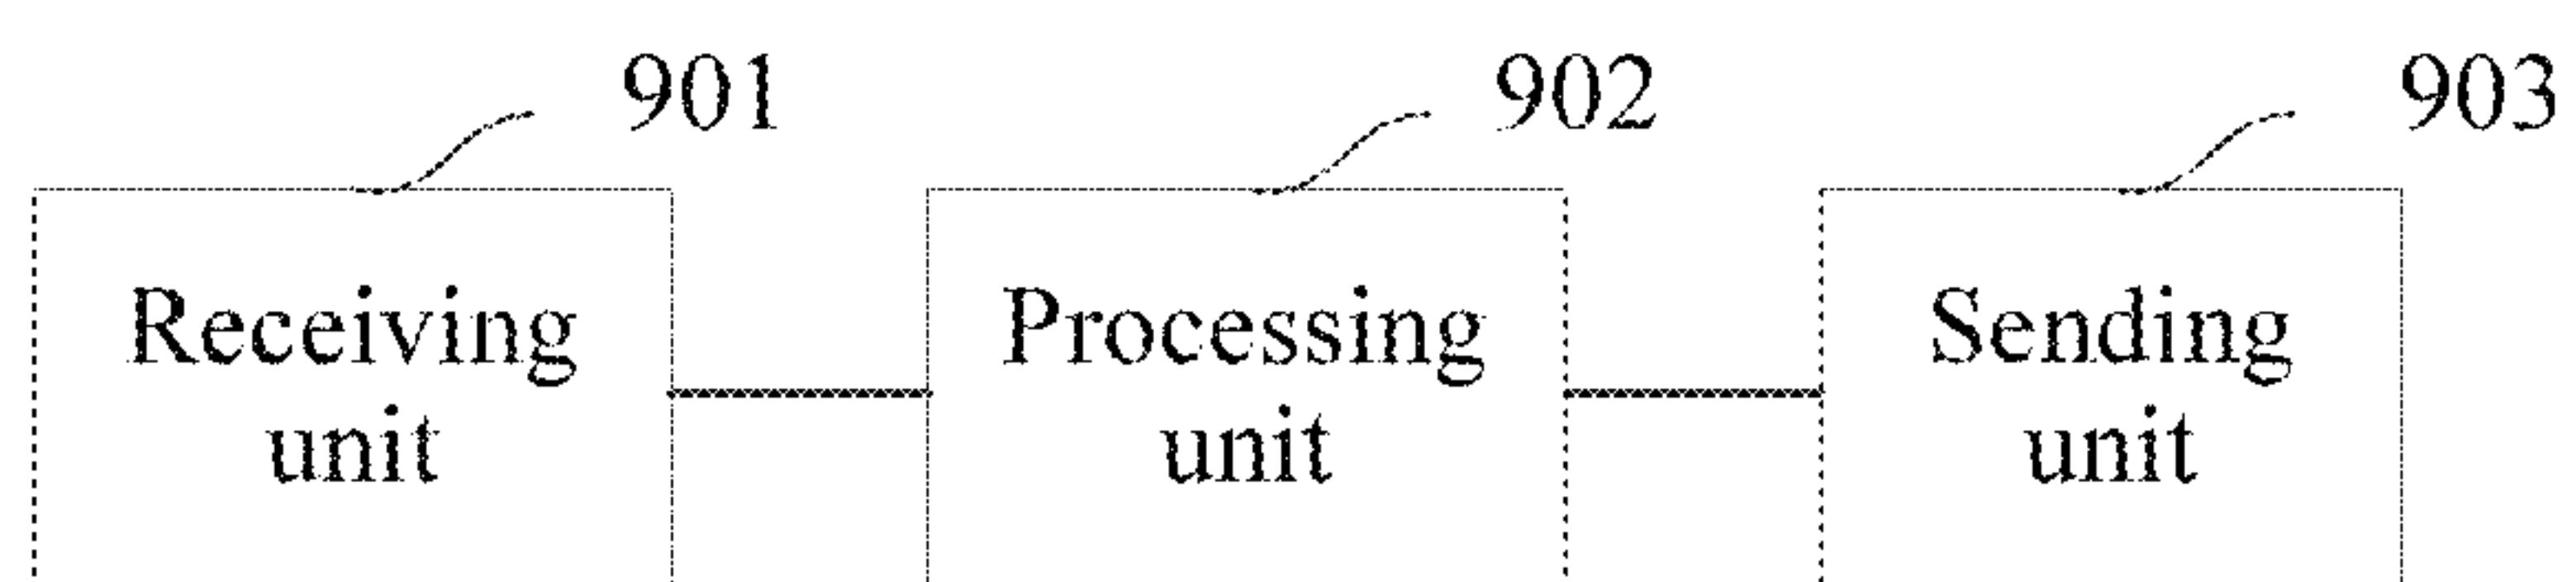 901
902
903
Receiving
unit
Processing
unit
Sending
unit